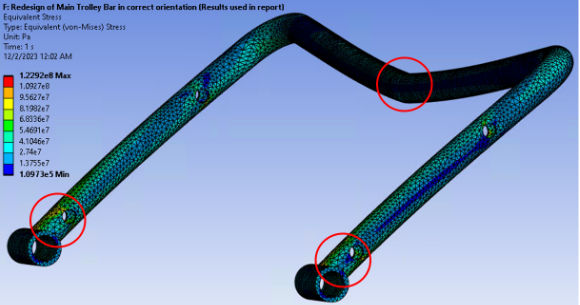 F: Redesign of Main Trolley Bar in correct orientation (Results used in report)
Equivalent Stress
Type: Equivalent (von-Mises) Stress
Unit: Pa
Time: 1 s
12/2/2023 12:02 AM
1.2292e8 Max
1.0927e8
9.5627e7
8.1982e7
6.8336e7
5.4691e7
4.1046e7
2.74e7
1.3755e7
1.0973e5 Min